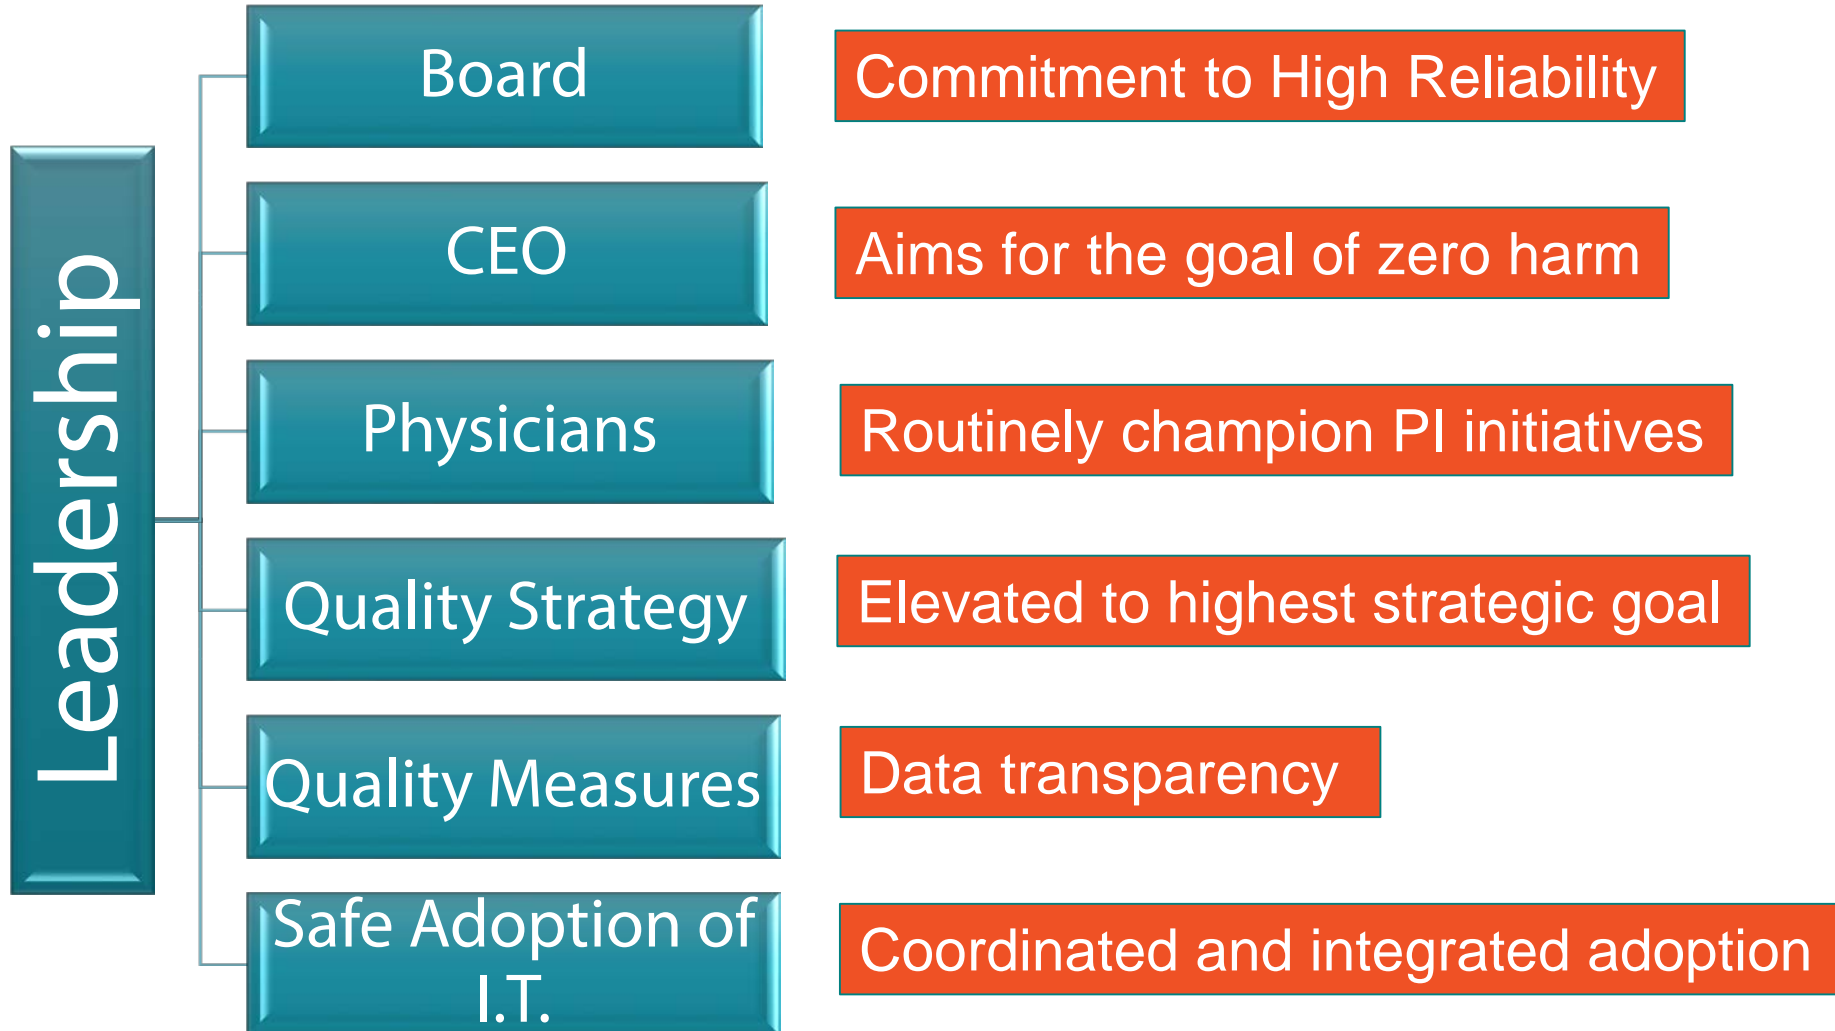 Leadership
Board
Commitment to High Reliability
CEO
Aims for the goal of zero harm
Physicians
Routinely champion PI initiatives
Quality Strategy
Elevated to highest strategic goal
Quality Measures
Data transparency
Safe Adoption of
I.T.
Coordinated and integrated adoption